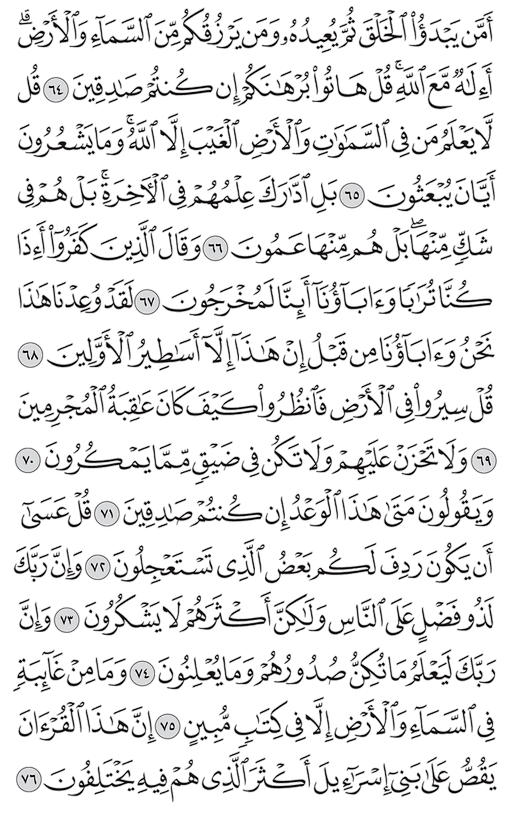 أَمَّن يَبْدَؤُا۟ ٱلْخَلْقَ ثُمَّ يُعِيدُهُۥ وَمَن يَرْزُقُكُم مِّنَ ٱلسَّمَآءِ وَٱلْأَرْضِ ۗ
أَءِلَٰهٌ مَّعَ ٱللَّهِ ۚ قُلْ هَاتُوا۟ بُرْهَٰنَكُمْ إِن كُنتُمْ صَٰدِقِينَ ٦٤ قُل
لَّا يَعْلَمُ مَن فِى ٱلسَّمَٰوَٰتِ وَٱلْأَرْضِ ٱلْغَيْبَ إِلَّا ٱللَّهُ ۚ وَمَا يَشْعُرُونَ
أَيَّانَ يُبْعَثُونَ ٦٥ بَلِ ٱدَّٰرَكَ عِلْمُهُمْ فِى ٱلْءَاخِرَةِ ۚ بَلْ هُمْ فِى
شَكٍّ مِّنْهَا ۖ بَلْ هُم مِّنْهَا عَمُونَ ٦٦ وَقَالَ ٱلَّذِينَ كَفَرُوٓا۟ أَءِذَا
كُنَّا تُرَٰبًا وَءَابَآؤُنَآ أَئِنَّا لَمُخْرَجُونَ ٦٧ لَقَدْ وُعِدْنَا هَٰذَا
نَحْنُ وَءَابَآؤُنَا مِن قَبْلُ إِنْ هَٰذَآ إِلَّآ أَسَٰطِيرُ ٱلْأَوَّلِينَ ٦٨
قُلْ سِيرُوا۟ فِى ٱلْأَرْضِ فَٱنظُرُوا۟ كَيْفَ كَانَ عَٰقِبَةُ ٱلْمُجْرِمِينَ
٦٩ وَلَا تَحْزَنْ عَلَيْهِمْ وَلَا تَكُن فِى ضَيْقٍ مِّمَّا يَمْكُرُونَ ٧٠
وَيَقُولُونَ مَتَىٰ هَٰذَا ٱلْوَعْدُ إِن كُنتُمْ صَٰدِقِينَ ٧١ قُلْ عَسَىٰٓ
أَن يَكُونَ رَدِفَ لَكُم بَعْضُ ٱلَّذِى تَسْتَعْجِلُونَ ٧٢ وَإِنَّ رَبَّكَ
لَذُو فَضْلٍ عَلَى ٱلنَّاسِ وَلَٰكِنَّ أَكْثَرَهُمْ لَا يَشْكُرُونَ ٧٣ وَإِنَّ
رَبَّكَ لَيَعْلَمُ مَا تُكِنُّ صُدُورُهُمْ وَمَا يُعْلِنُونَ ٧٤ وَمَا مِنْ غَآئِبَةٍ
فِى ٱلسَّمَآءِ وَٱلْأَرْضِ إِلَّا فِى كِتَٰبٍ مُّبِينٍ ٧٥ إِنَّ هَٰذَا ٱلْقُرْءَانَ
يَقُصُّ عَلَىٰ بَنِىٓ إِسْرَٰٓءِيلَ أَكْثَرَ ٱلَّذِى هُمْ فِيهِ يَخْتَلِفُونَ ٧٦